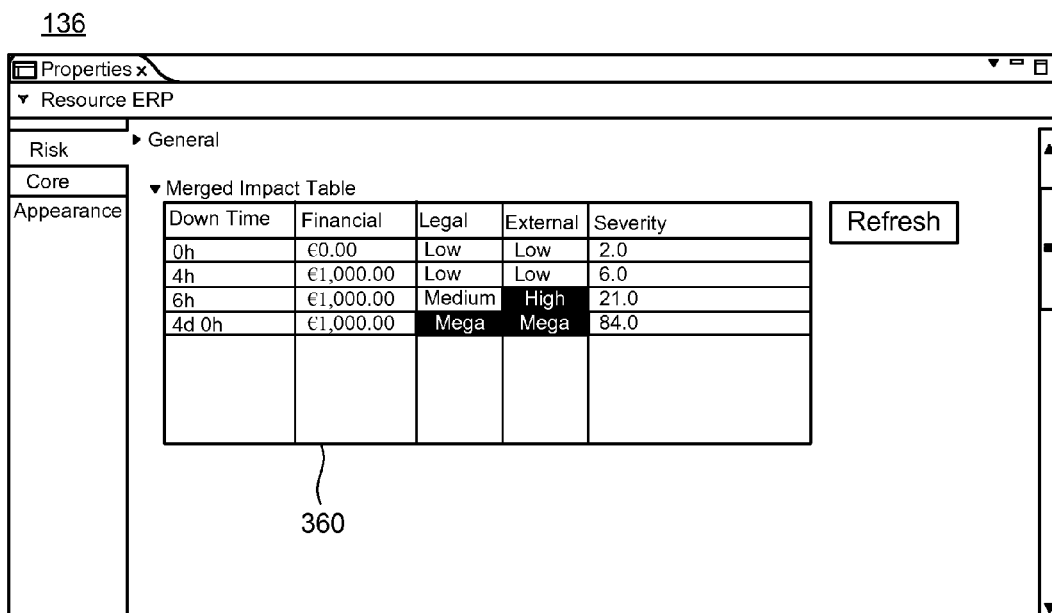 136
Properties x
Resource ERP
Risk
General
Core
Merged Impact Table
Appearance
Down Time Financial Legal External Severity
Refresh
0h €0.00 Low Low 2.0
4h €1,000.00 Low Low 6.0
6h €1,000.00 Medium High 21.0
4d 0h €1,000.00 Mega Mega 84.0
360